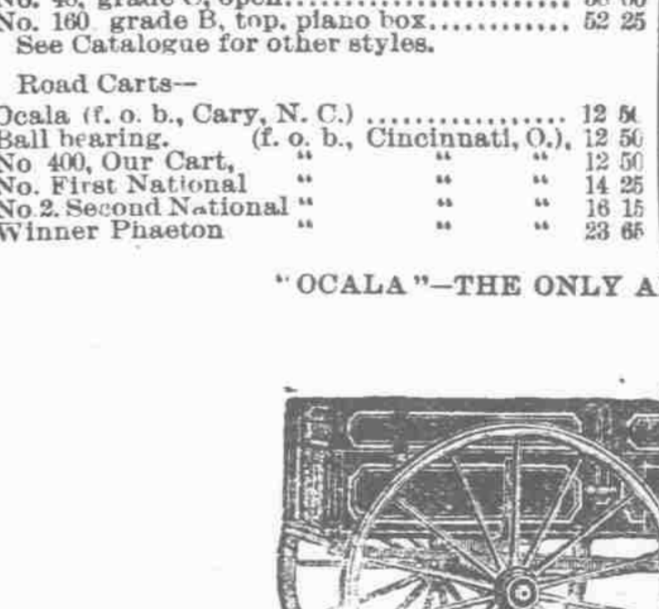 No. 160, grade B, top, piano box............ 52 25
See Catalogue for other styles.
Road Carts—
Ocala (f. o. b., Cary, N. C.) ................. 12 50
Ball bearing. (f. o. b., Cincinnati, O.), 12 50
No 400, Our Cart, " " " 12 50
No. First National " " " 14 25
No.2. Second National " " " 16 15
Winner Phaeton " " " 23 65
"OCALA"—THE ONLY